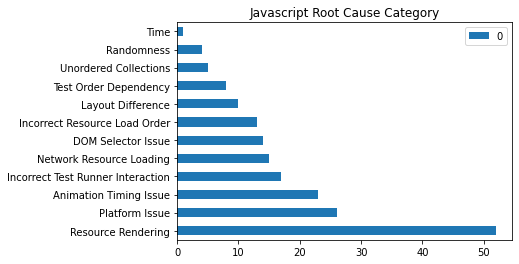 Javascript Root Cause Category
0
Time
Randomness
Unordered Collections
Test Order Dependency
Layout Difference
Incorrect Resource Load Order
DOM Selector Issue
Network Resource Loading
Incorrect Test Runner Interaction
Animation Timing Issue
Platform Issue
Resource Rendering
0 10 20 30 40 50